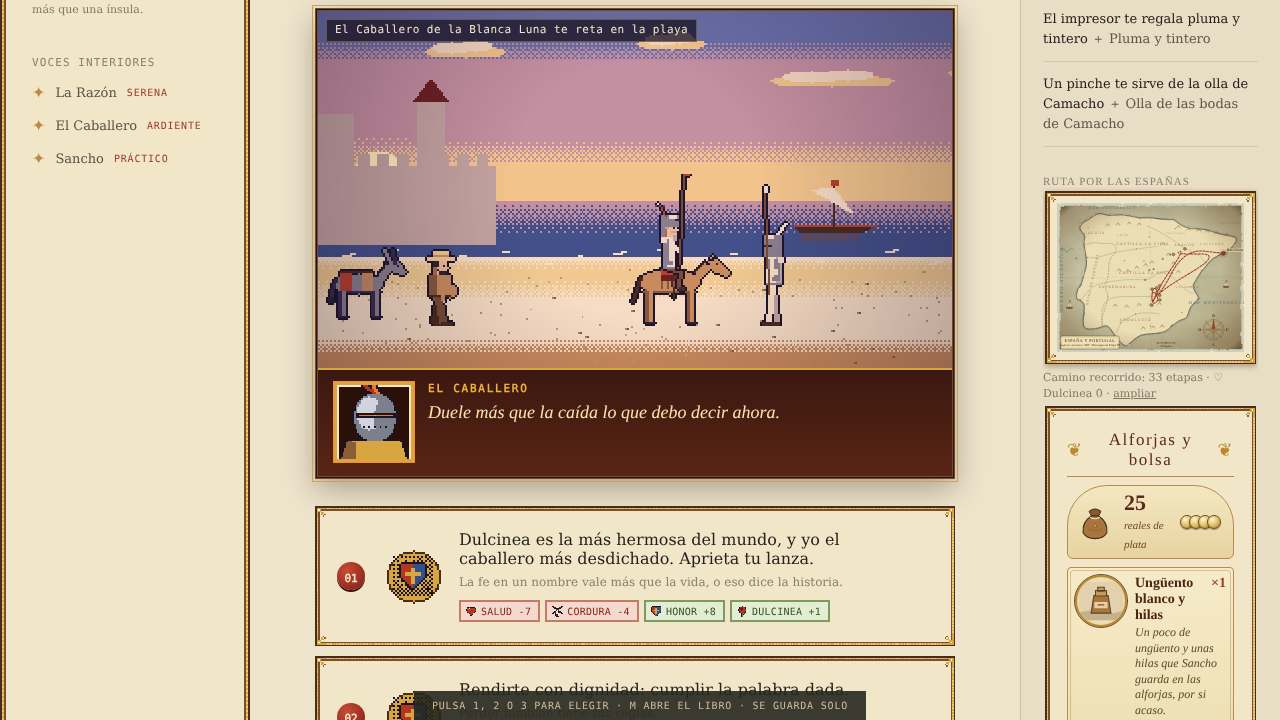 más que una ínsula.
VOCES INTERIORES
✦ La Razón SERENA
✦ El Caballero ARDIENTE
✦ Sancho PRÁCTICO
El Caballero de la Blanca Luna te reta en la playa
EL CABALLERO
Duele más que la caída lo que debo decir ahora.
01
Dulcinea es la más hermosa del mundo, y yo el
caballero más desdichado. Aprieta tu lanza.
La fe en un nombre vale más que la vida, o eso dice la historia.
SALUD -7 CORDURA -4 HONOR +8 DULCINEA +1
02
Rendirte con dignidad: cumplir la palabra dada
PULSA 1, 2 O 3 PARA ELEGIR · M ABRE EL LIBRO · SE GUARDA SOLO
El impresor te regala pluma y
tintero + Pluma y tintero
Un pinche te sirve de la olla de
Camacho + Olla de las bodas
de Camacho
RUTA POR LAS ESPAÑAS
ESPAÑA Y PORTUGAL
Camino recorrido: 33 etapas · ♡
Dulcinea 0 · ampliar
Alforjas y
bolsa
25
reales de
plata
Ungüento ×1
blanco y
hilas
Un poco de
ungüento y unas
hilas que Sancho
guarda en las
alforjas, por si
acaso.